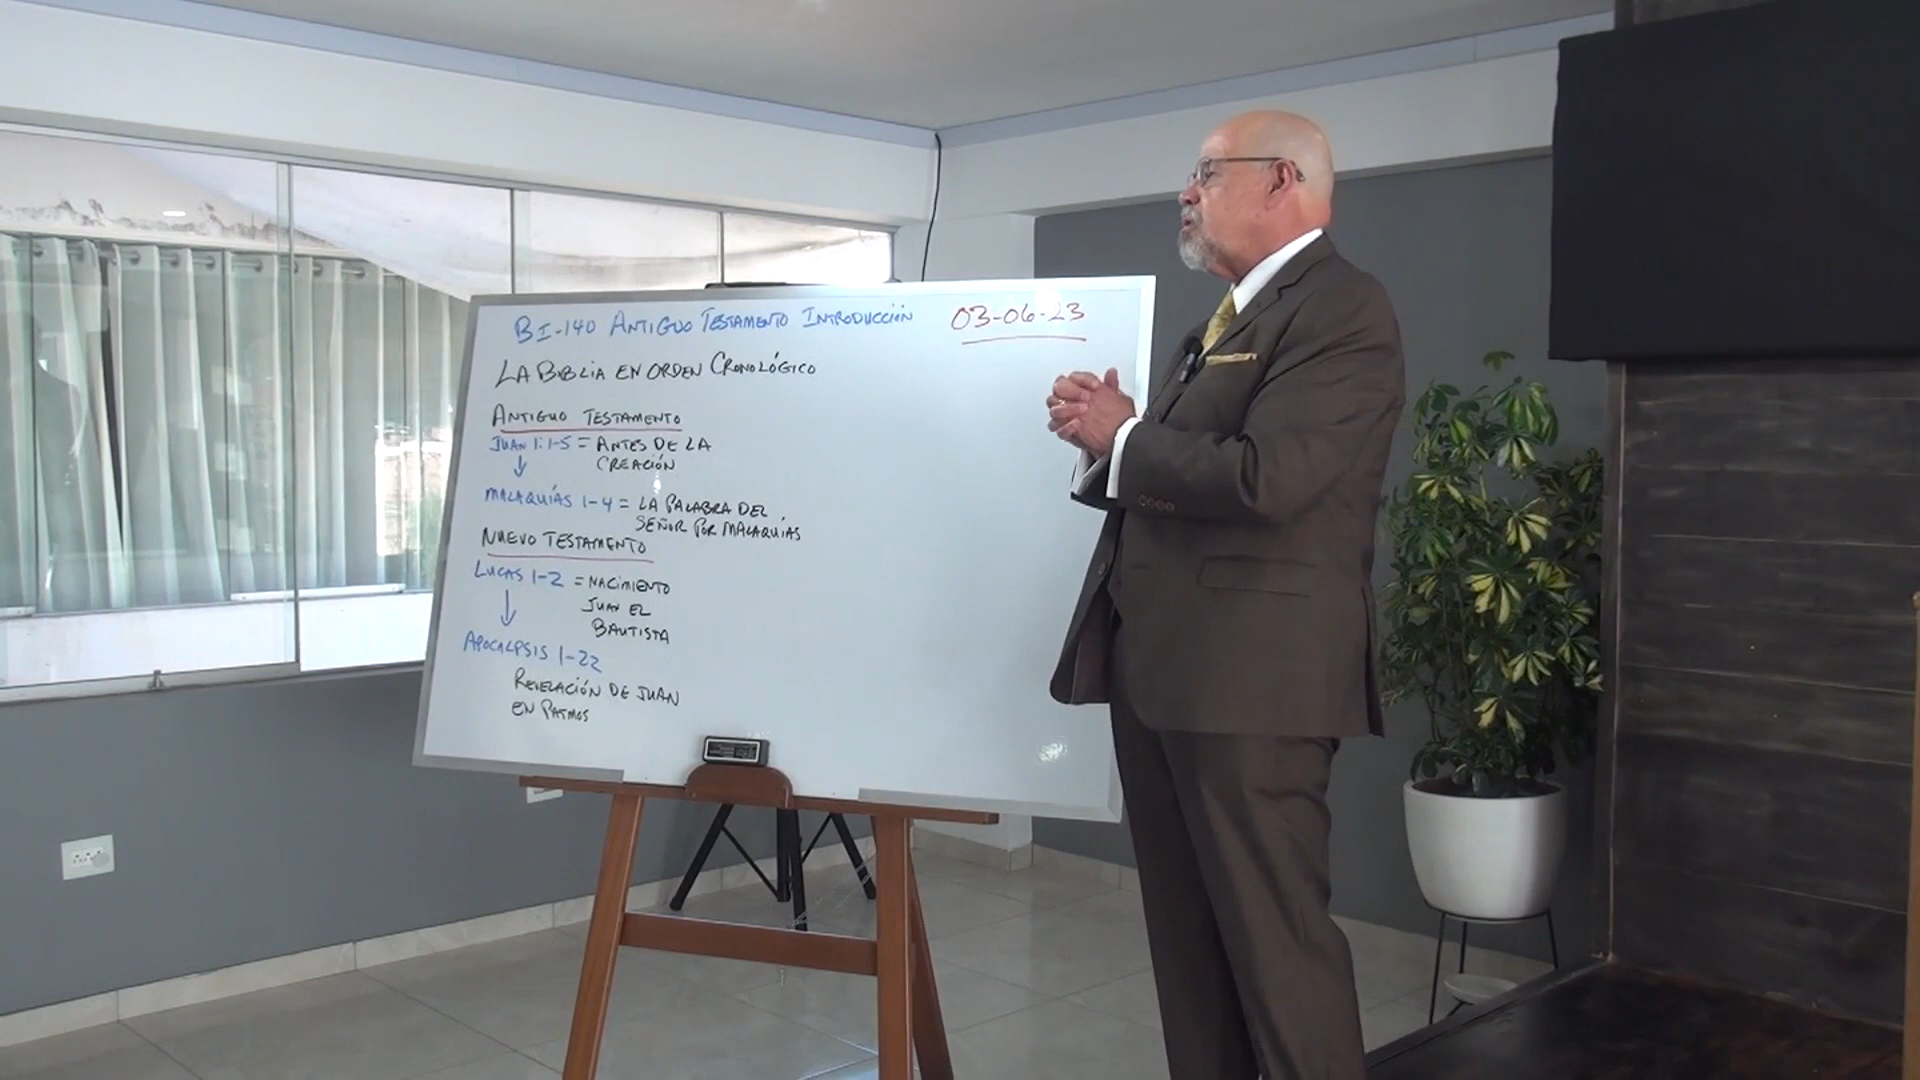 BI-140 ANTIGUO TESTAMENTO INTRODUCCIÓN 03-06-23
LA BIBLIA EN ORDEN CRONOLÓGICO
ANTIGUO TESTAMENTO
JUAN 1:1-5 = ANTES DE LA
CREACIÓN
MALAQUÍAS 1-4 = LA PALABRA DEL
SEÑOR POR MALAQUÍAS
NUEVO TESTAMENTO
LUCAS 1-2 = NACIMIENTO
JUAN EL
BAUTISTA
APOCALPSIS 1-22
REVELACIÓN DE JUAN
EN PATMOS